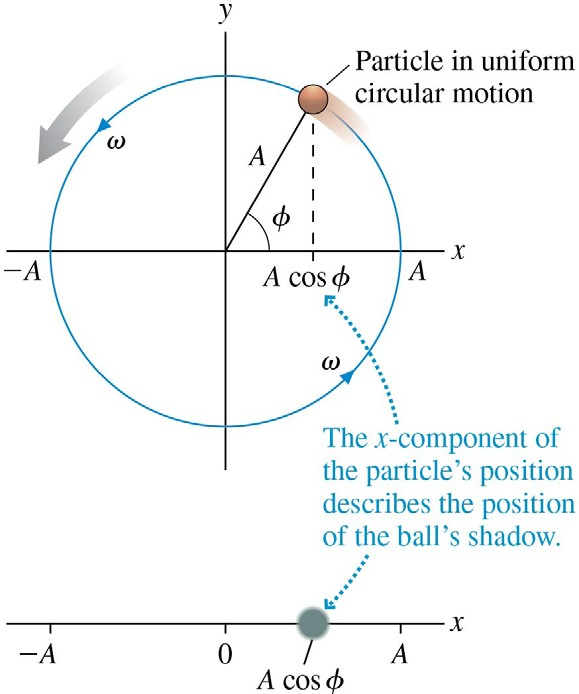 y
Particle in uniform
circular motion
ω
A
ϕ
x
−A
A cos ϕ
A
ω
The x-component of
the particle's position
describes the position
of the ball's shadow.
x
−A
0
A
A cos ϕ